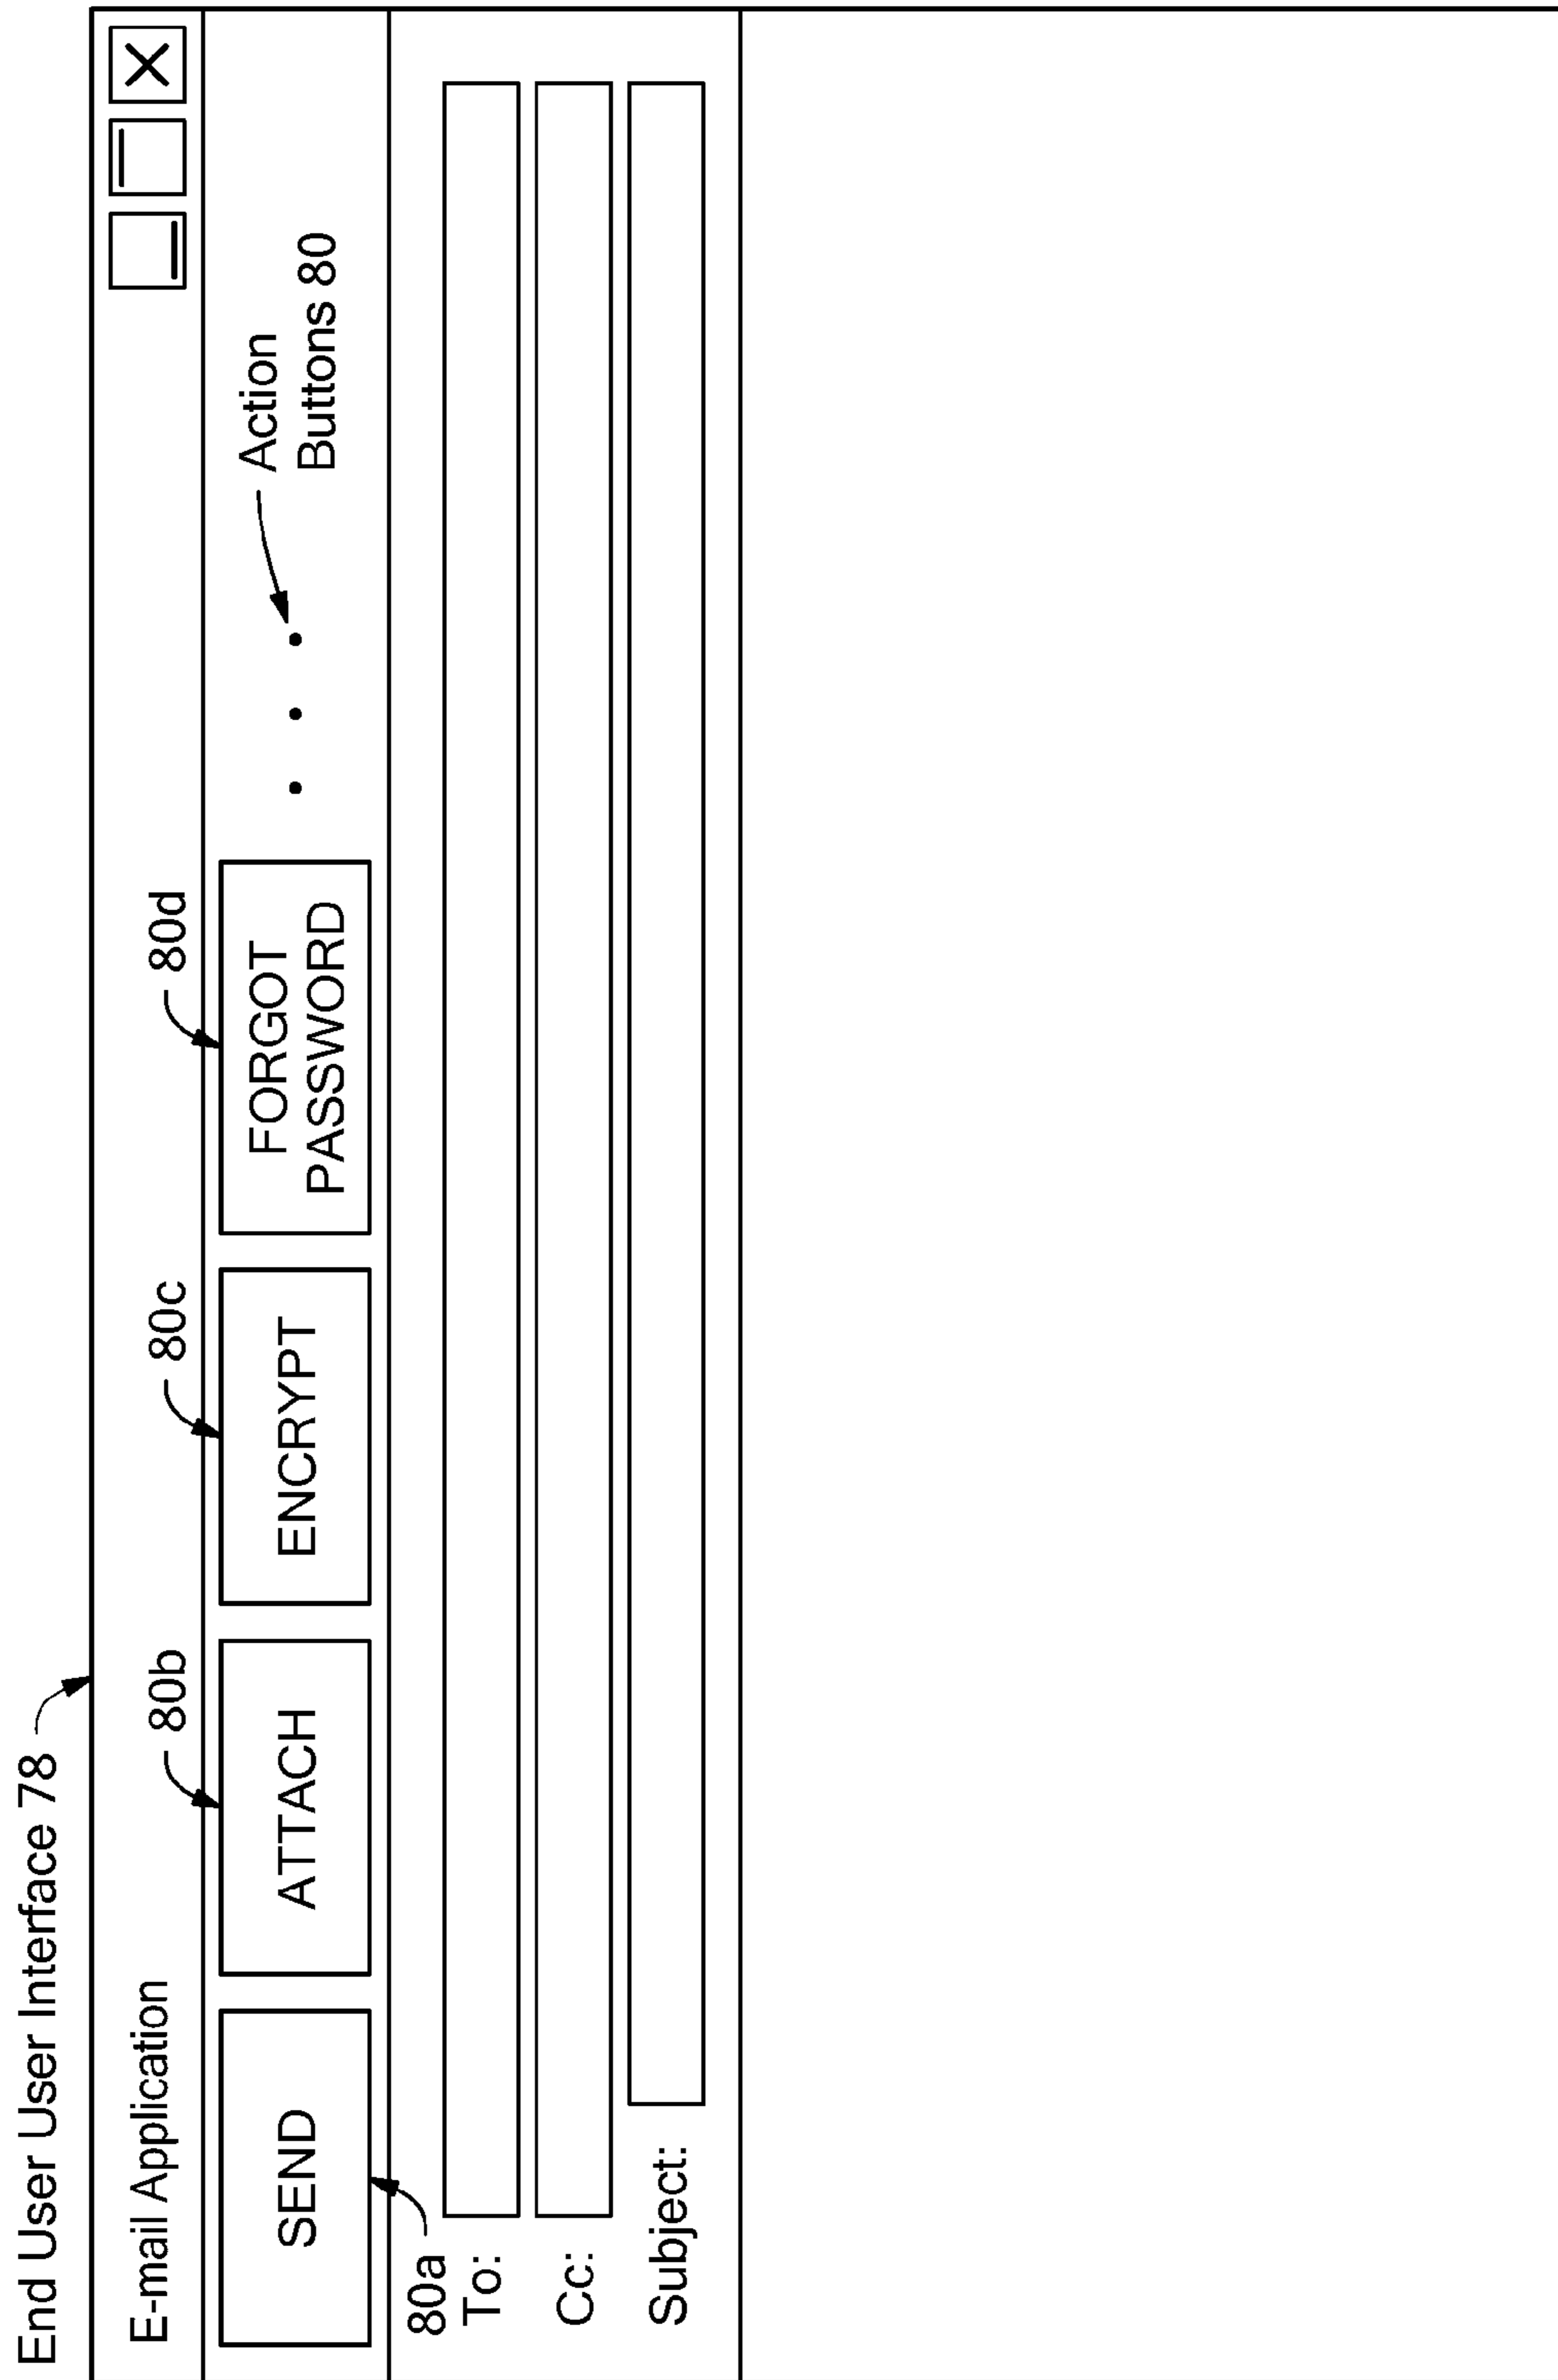 End User User Interface 78
E-mail Application
80b
80c
80d
SEND
ATTACH
ENCRYPT
FORGOT
PASSWORD
Action
Buttons 80
80a
To:
Cc:
Subject: